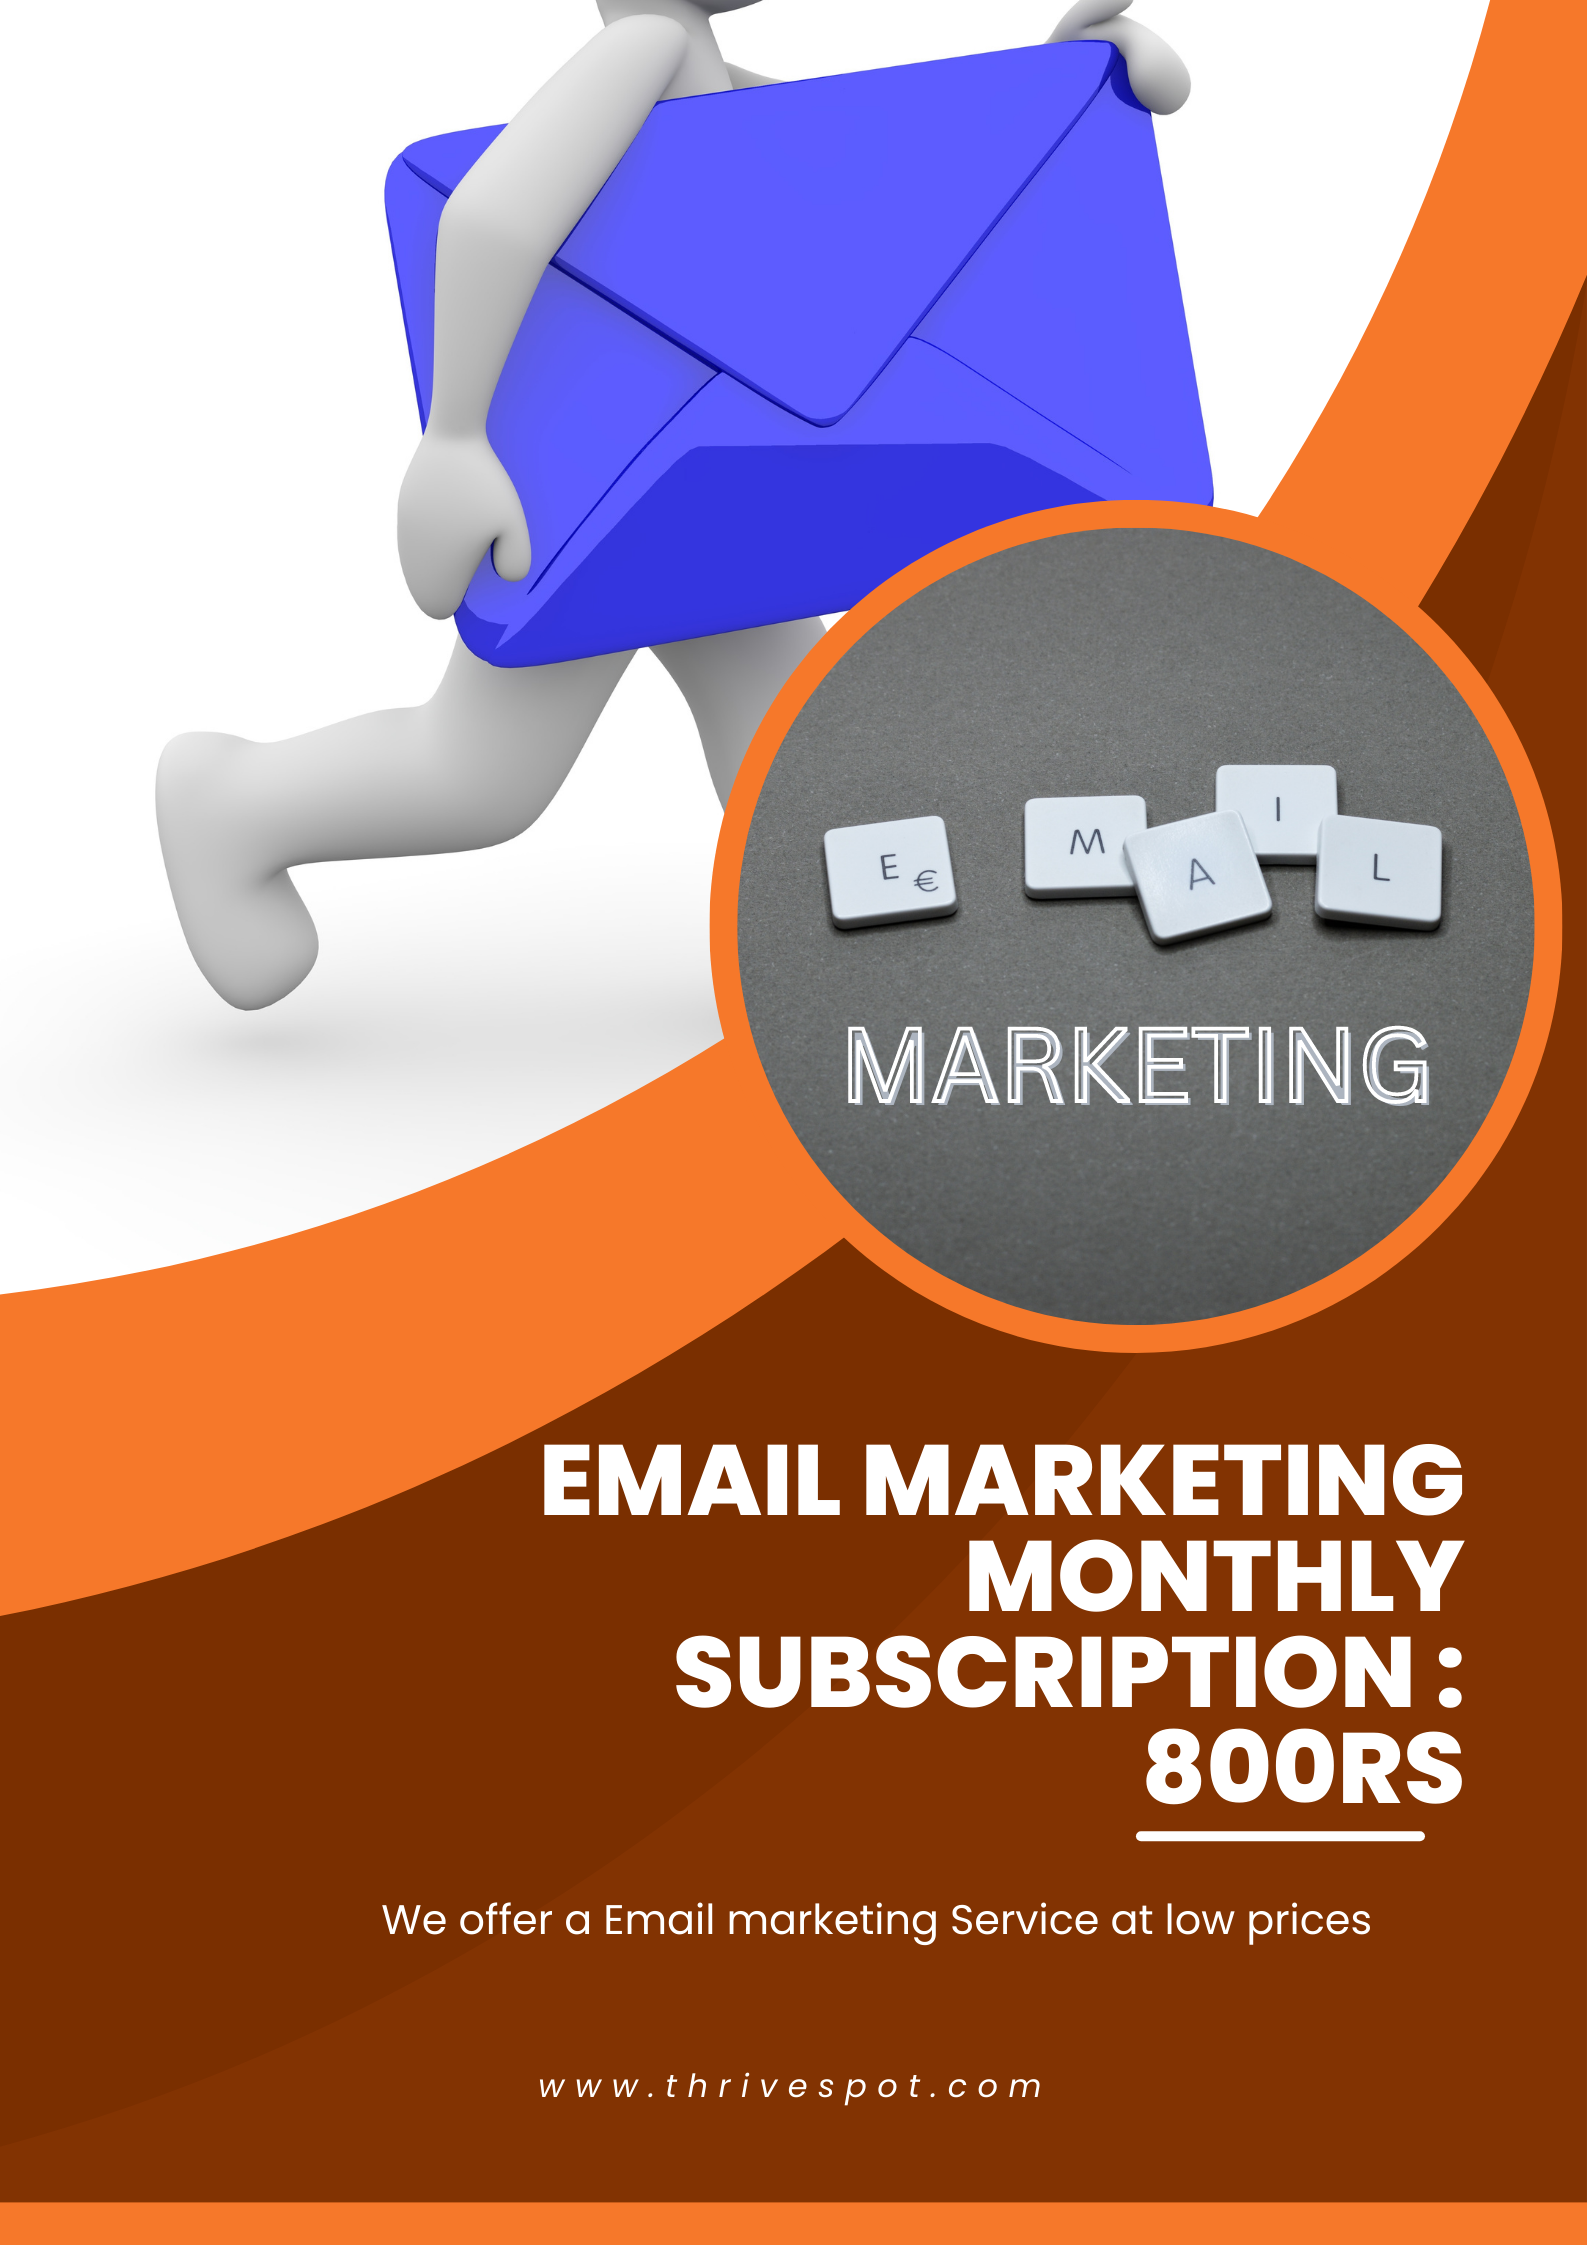 E€ M A I L
MARKETING
EMAIL MARKETING
MONTHLY
SUBSCRIPTION :
800RS
We offer a Email marketing Service at low prices
www.thrivespot.com